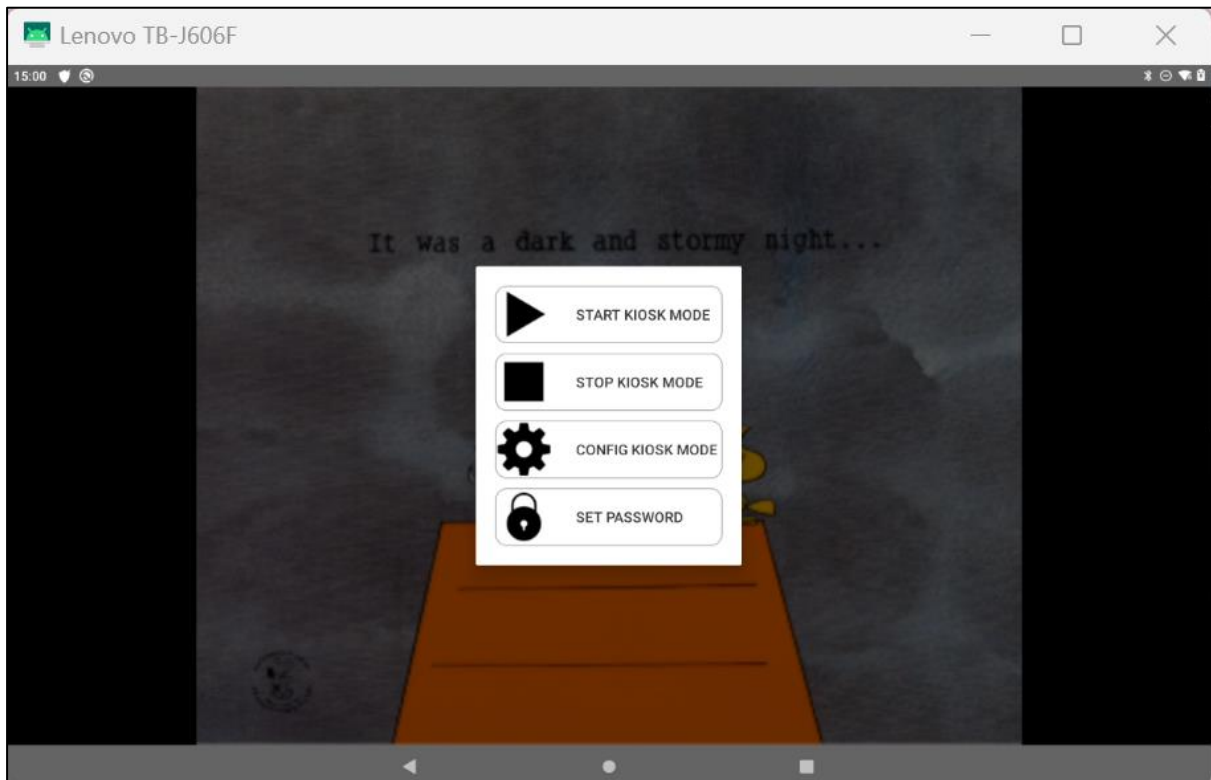 Lenovo TB-J606F
15:00
It was a dark and stormy night...
START KIOSK MODE
STOP KIOSK MODE
CONFIG KIOSK MODE
SET PASSWORD